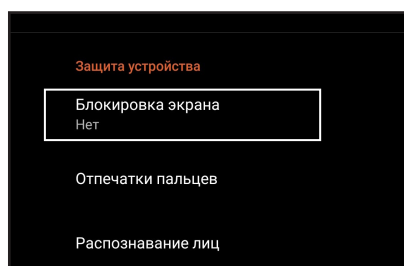 Защита устройства
Блокировка экрана
Нет
Отпечатки пальцев
Распознавание лиц